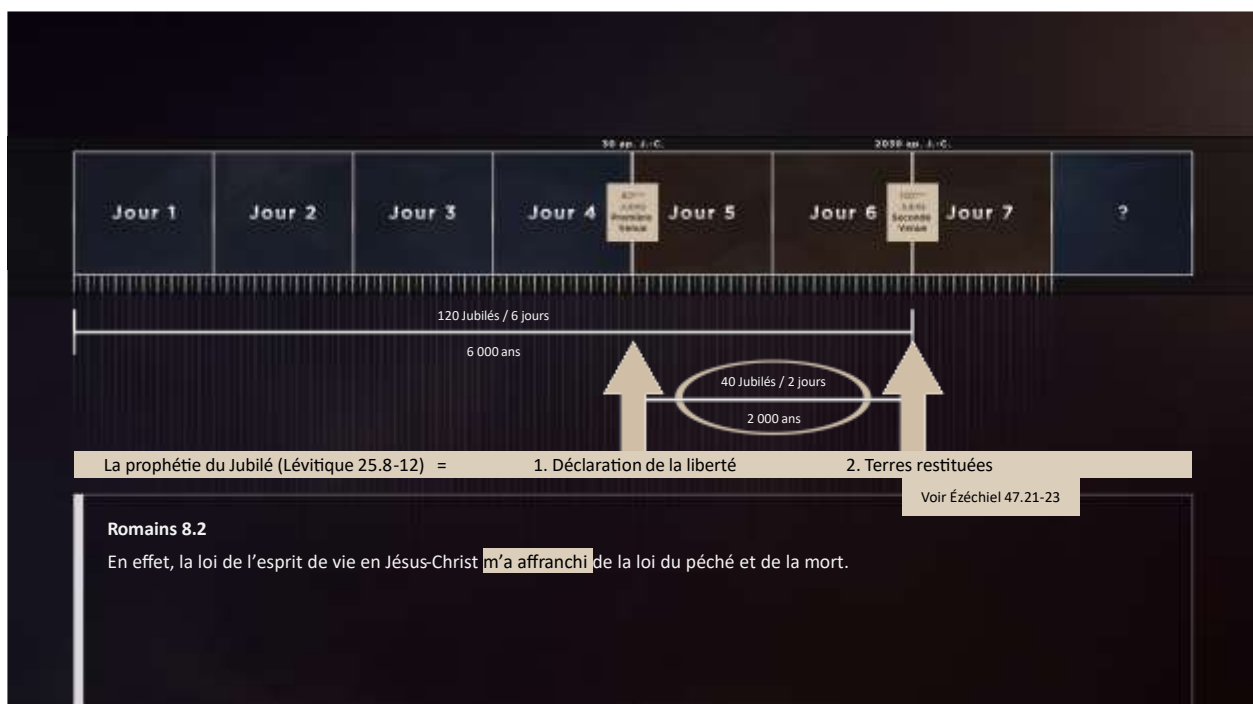 30 ap. J.-C.
2030 ap. J.-C.
Jour 1
Jour 2
Jour 3
Jour 4
Première
Venue
Jour 5
Jour 6
Seconde
Venue
Jour 7
?
120 Jubilés / 6 jours
6 000 ans
40 Jubilés / 2 jours
2 000 ans
La prophétie du Jubilé (Lévitique 25.8-12) = 1. Déclaration de la liberté 2. Terres restituées
Voir Ézéchiel 47.21-23
Romains 8.2
En effet, la loi de l’esprit de vie en Jésus-Christ m’a affranchi de la loi du péché et de la mort.